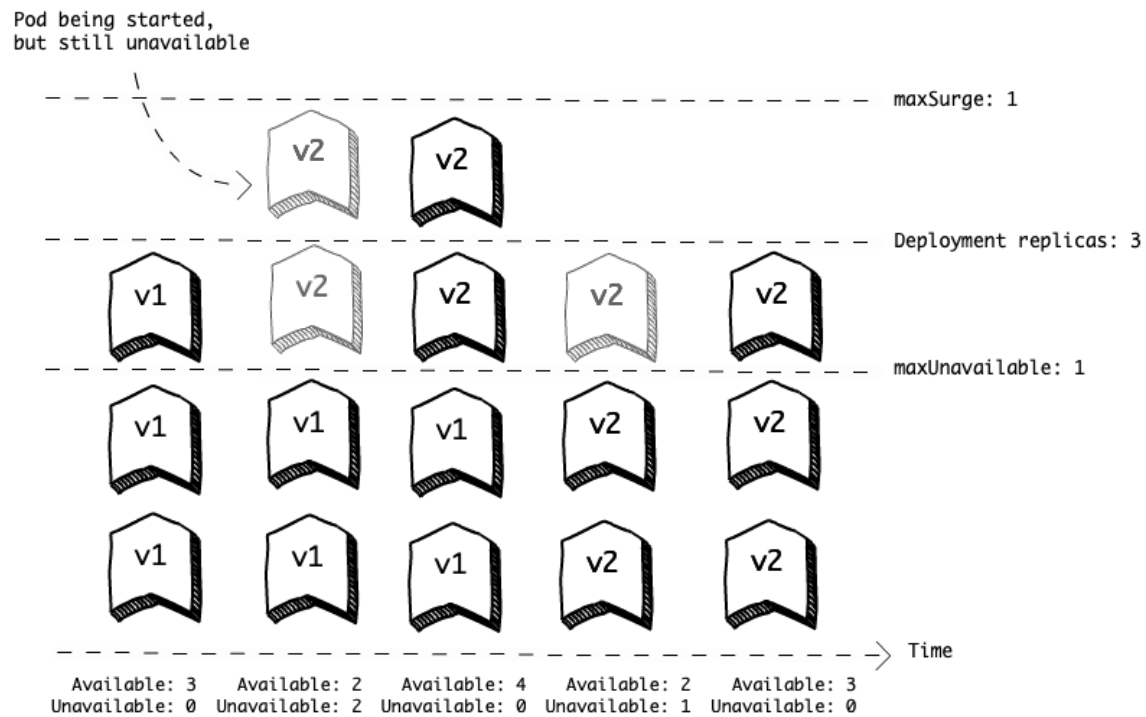 Pod being started,
but still unavailable
maxSurge: 1
v2 v2
Deployment replicas: 3
v1 v2 v2 v2 v2
maxUnavailable: 1
v1 v1 v1 v2 v2
v1 v1 v1 v2 v2
Time
Available: 3 Available: 2 Available: 4 Available: 2 Available: 3
Unavailable: 0 Unavailable: 2 Unavailable: 0 Unavailable: 1 Unavailable: 0